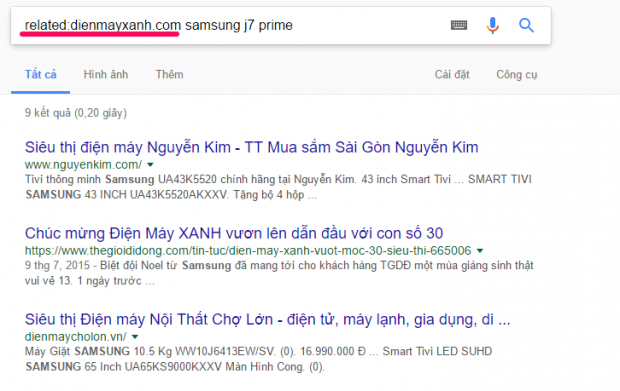 related:dienmayxanh.com samsung j7 prime
Tất cả Hình ảnh Thêm Cài đặt Công cụ
9 kết quả (0,20 giây)
Siêu thị điện máy Nguyễn Kim - TT Mua sắm Sài Gòn Nguyễn Kim
www.nguyenkim.com/
Tivi thông minh Samsung UA43K5520 chính hãng tại Nguyễn Kim. 43 inch Smart Tivi ... SMART TIVI
SAMSUNG 43 INCH UA43K5520AKXXV. Tặng bộ 4 hộp ...
Chúc mừng Điện Máy XANH vươn lên dẫn đầu với con số 30
https://www.thegioididong.com/tin-tuc/dien-may-xanh-vuot-moc-30-sieu-thi-665006
9 thg 7, 2015 - Biệt đội Noel từ Samsung đã mang tới cho khách hàng TGDĐ một mùa giáng sinh thật
vui vẻ 13. 1 ngày trước ...
Siêu thị Điện máy Nội Thất Chợ Lớn - điện tử, máy lạnh, gia dụng, di ...
dienmaycholon.vn/
Máy Giặt SAMSUNG 10.5 Kg WW10J6413EW/SV. (0). 16.990.000 Đ ... Smart Tivi LED SUHD
SAMSUNG 65 Inch UA65KS9000KXXV Màn Hình Cong. (0).